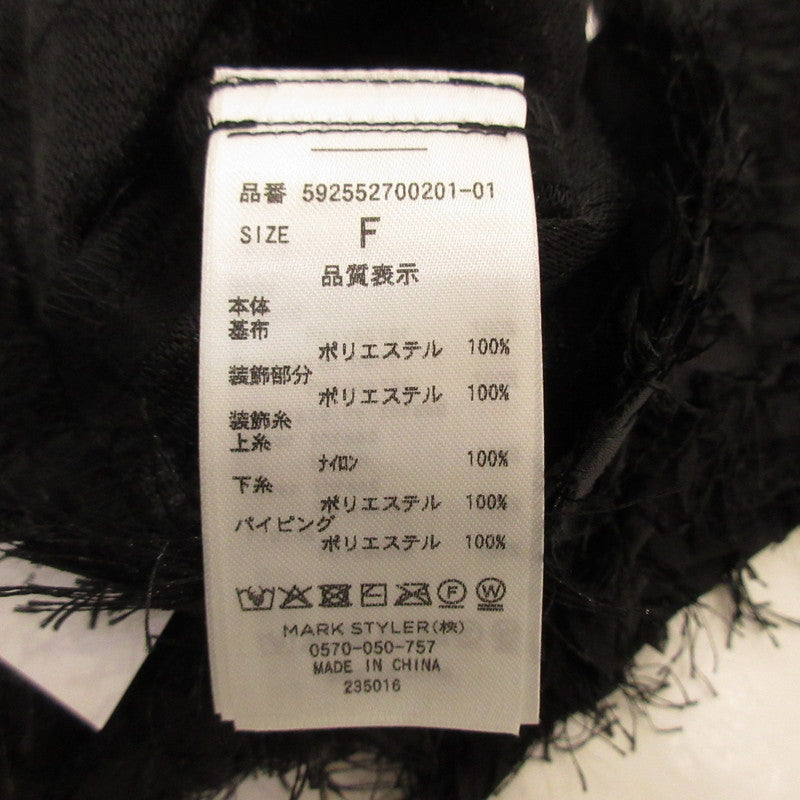 品番 592552700201-01
SIZE F
品質表示
本体
基布
ポリエステル 100%
装飾部分
ポリエステル 100%
装飾糸
上糸
ナイロン 100%
下糸
ポリエステル 100%
パイピング
ポリエステル 100%
F W
MARK STYLER(株)
0570-050-757
MADE IN CHINA
235016